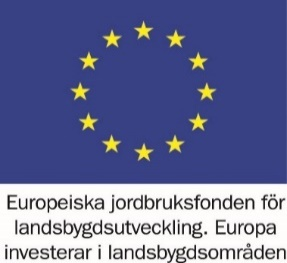 Europeiska jordbruksfonden för
landsbygdsutveckling. Europa
investerar i landsbygdsområden